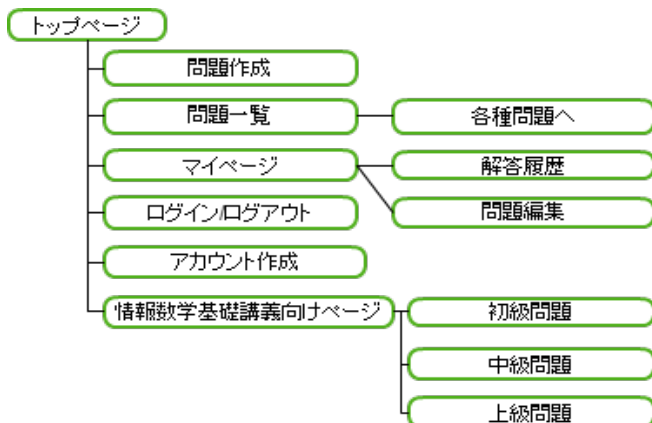 トップページ
問題作成
問題一覧
各種問題へ
マイページ
解答履歴
ログイン/ログアウト
問題編集
アカウント作成
情報数学基礎講義向けページ
初級問題
中級問題
上級問題